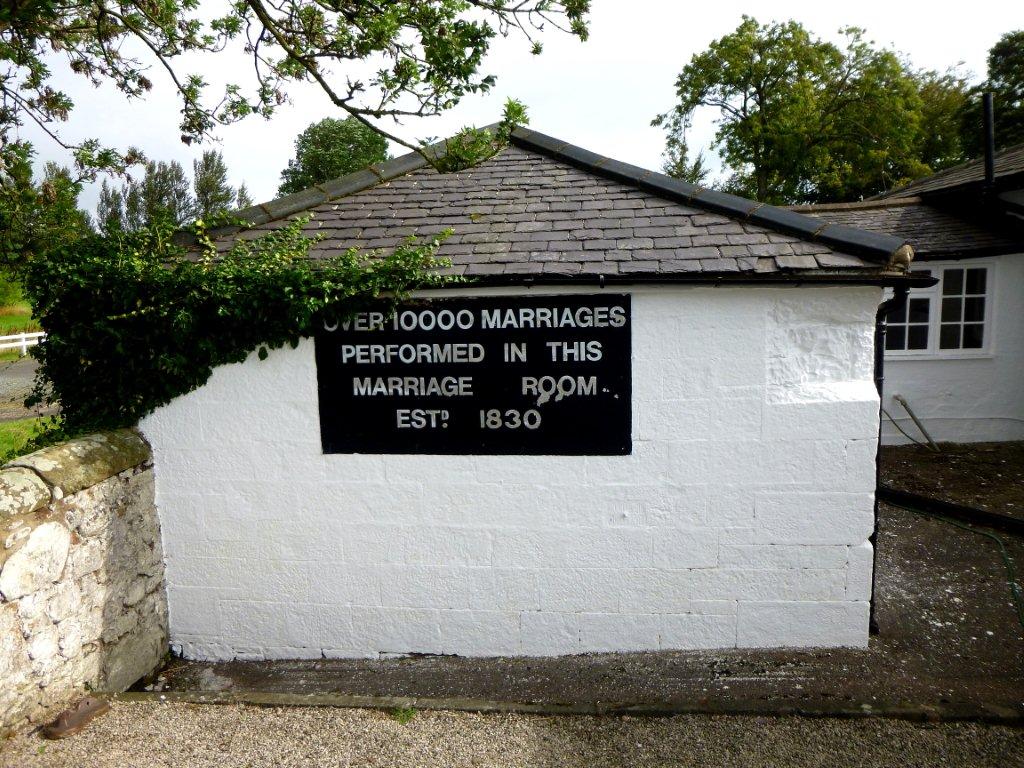 OVER 10000 MARRIAGES
PERFORMED IN THIS
MARRIAGE ROOM
ESTD 1830